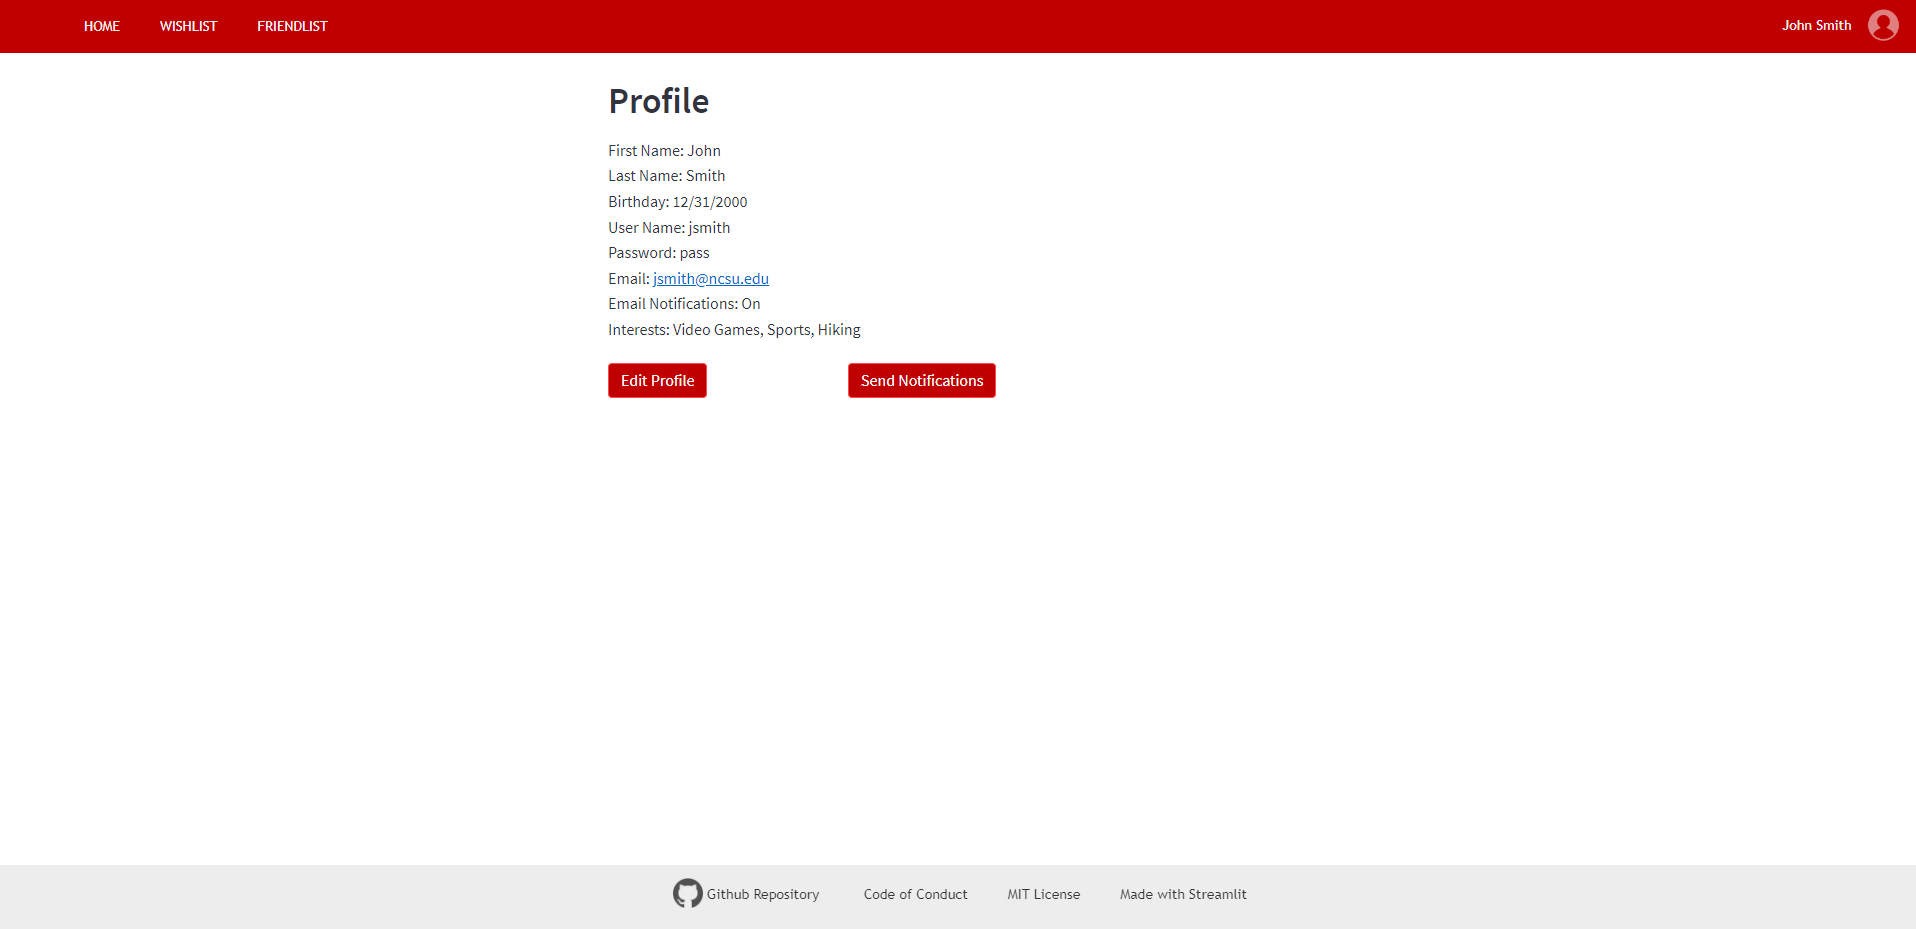 HOME WISHLIST FRIENDLIST John Smith
Profile
First Name: John
Last Name: Smith
Birthday: 12/31/2000
User Name: jsmith
Password: pass
Email: jsmith@ncsu.edu
Email Notifications: On
Interests: Video Games, Sports, Hiking
Edit Profile Send Notifications
Github Repository Code of Conduct MIT License Made with Streamlit